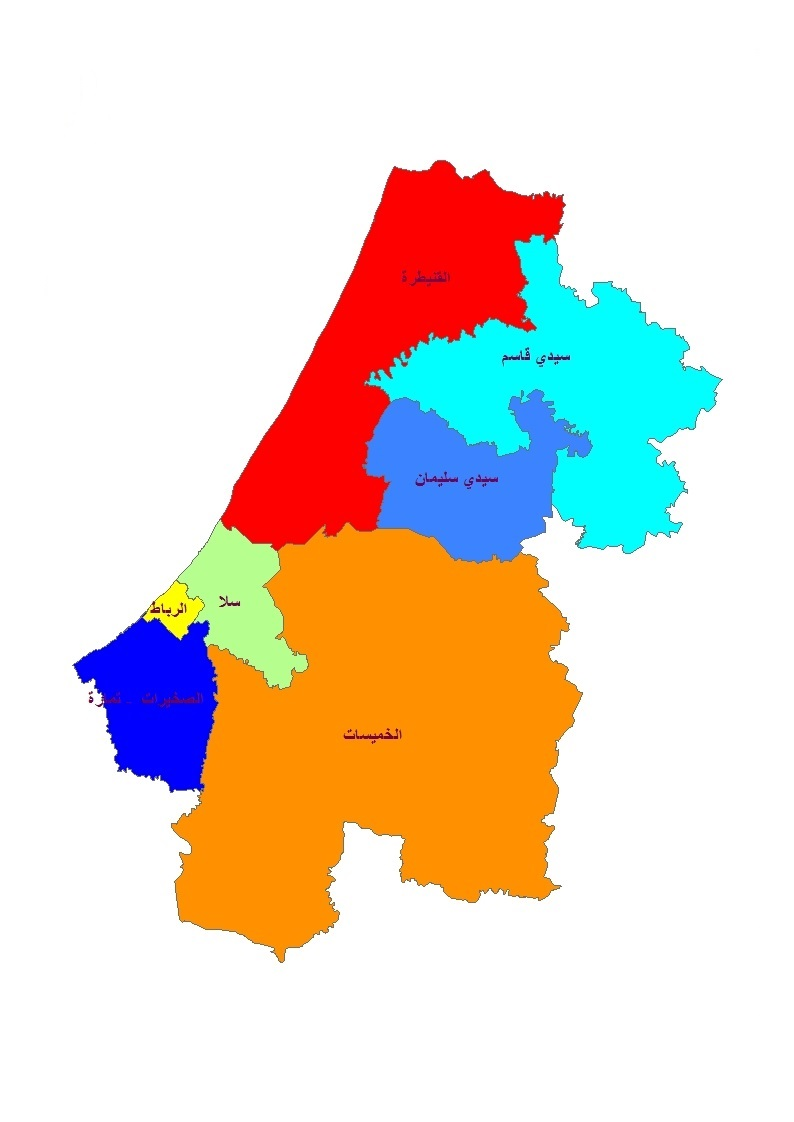 القنيطرة
سيدي قاسم
سيدي سليمان
سلا
الرباط
الصخيرات - تمارة
الخميسات